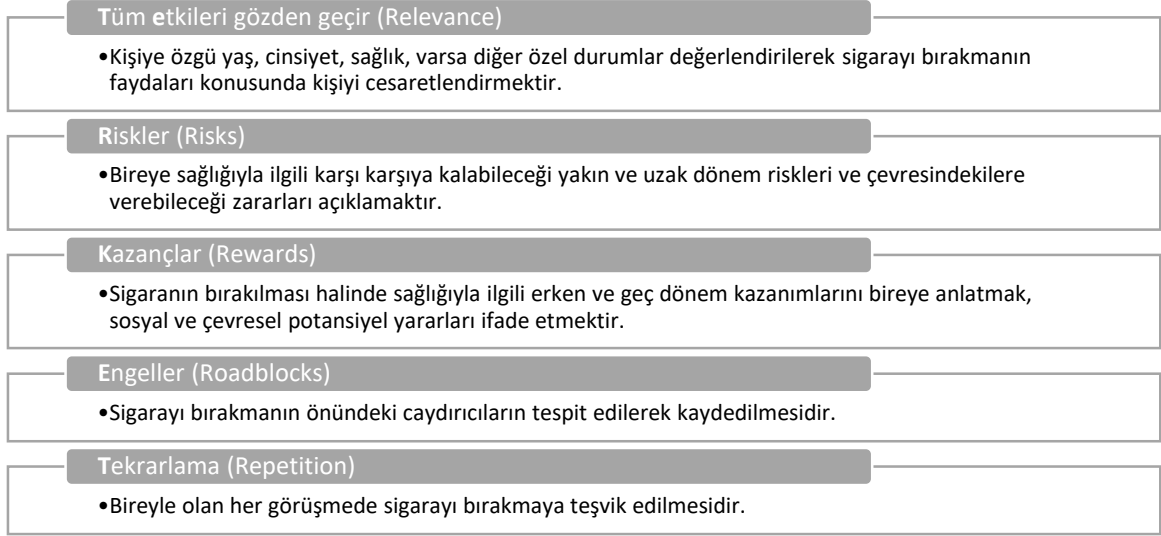 Tüm etkileri gözden geçir (Relevance)
•Kişiye özgü yaş, cinsiyet, sağlık, varsa diğer özel durumlar değerlendirilerek sigarayı bırakmanın
faydaları konusunda kişiyi cesaretlendirmektir.
Riskler (Risks)
•Bireye sağlığıyla ilgili karşı karşıya kalabileceği yakın ve uzak dönem riskleri ve çevresindekilere
verebileceği zararları açıklamaktır.
Kazançlar (Rewards)
•Sigaranın bırakılması halinde sağlığıyla ilgili erken ve geç dönem kazanımlarını bireye anlatmak,
sosyal ve çevresel potansiyel yararları ifade etmektir.
Engeller (Roadblocks)
•Sigarayı bırakmanın önündeki caydırıcıların tespit edilerek kaydedilmesidir.
Tekrarlama (Repetition)
•Bireyle olan her görüşmede sigarayı bırakmaya teşvik edilmesidir.